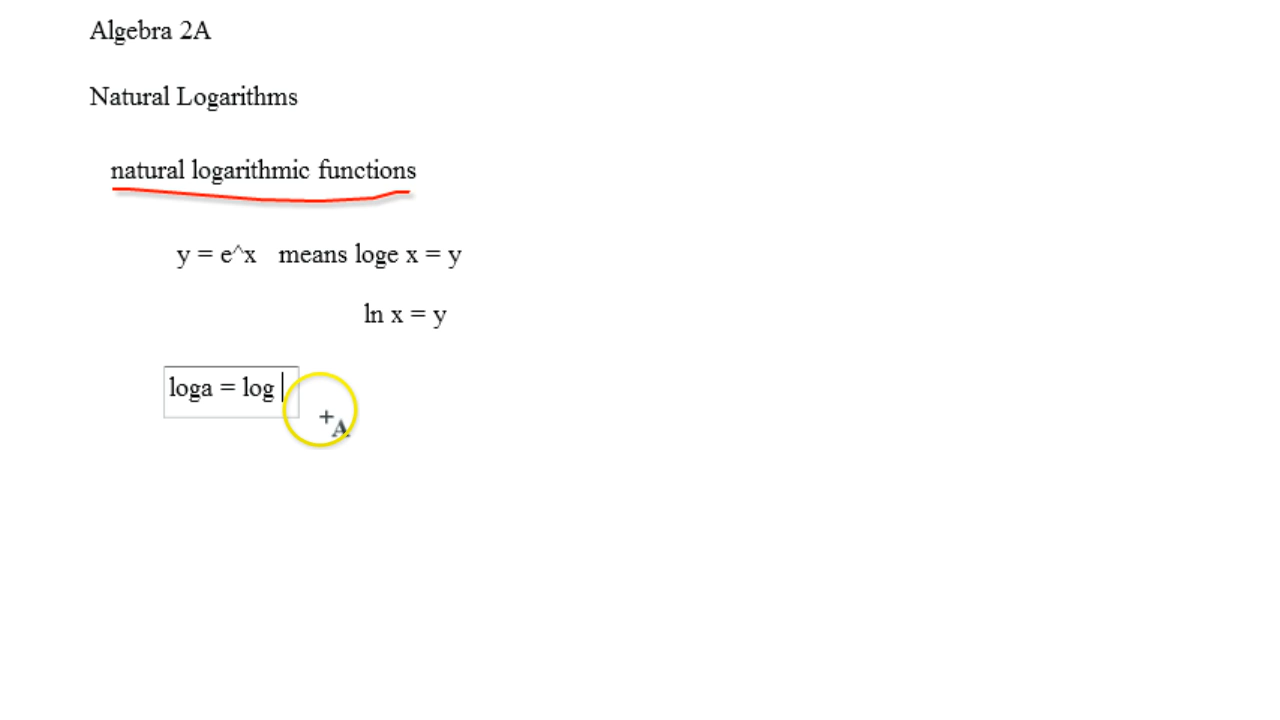 Algebra 2A
Natural Logarithms
natural logarithmic functions
y = e^x means loge x = y
ln x = y
loga = log
A